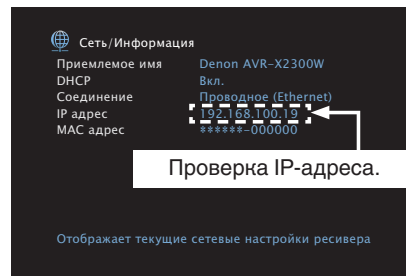 Сеть/Информация
Приемлемое имя Denon AVR-X2300W
DHCP Вкл.
Соединение Проводное (Ethernet)
IP адрес 192.168.100.19
MAC адрес ******-000000
Проверка IP-адреса.
Отображает текущие сетевые настройки ресивера